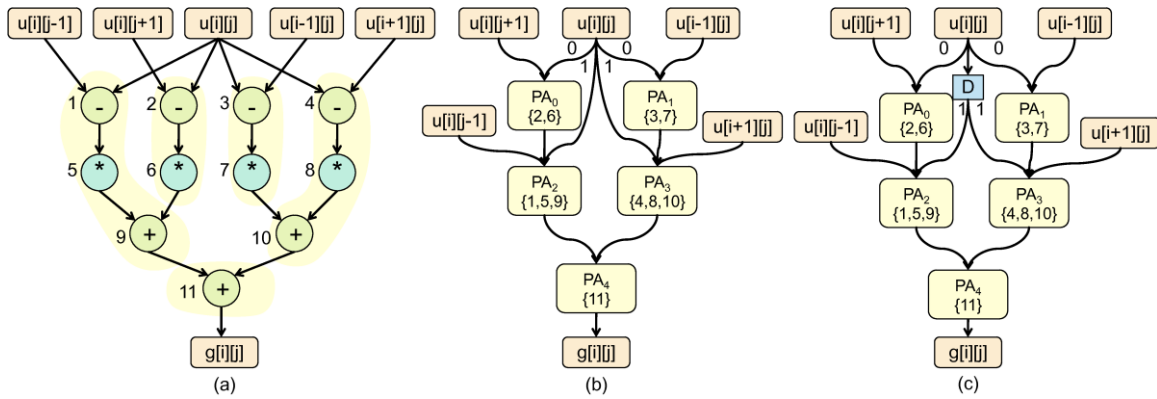 u[i][j-1] u[i][j+1] u[i][j] u[i-1][j] u[i+1][j]
1 - 2 - 3 - 4 -
5 * 6 * 7 * 8 *
9 + 10 +
11 +
g[i][j]
(a)
u[i][j+1] u[i][j] u[i-1][j]
0 0
1 1
PA0
{2,6}
PA1
{3,7}
u[i][j-1] u[i+1][j]
PA2
{1,5,9}
PA3
{4,8,10}
PA4
{11}
g[i][j]
(b)
u[i][j+1] u[i][j] u[i-1][j]
0 0
D
1 1
PA0
{2,6}
PA1
{3,7}
u[i][j-1] u[i+1][j]
PA2
{1,5,9}
PA3
{4,8,10}
PA4
{11}
g[i][j]
(c)